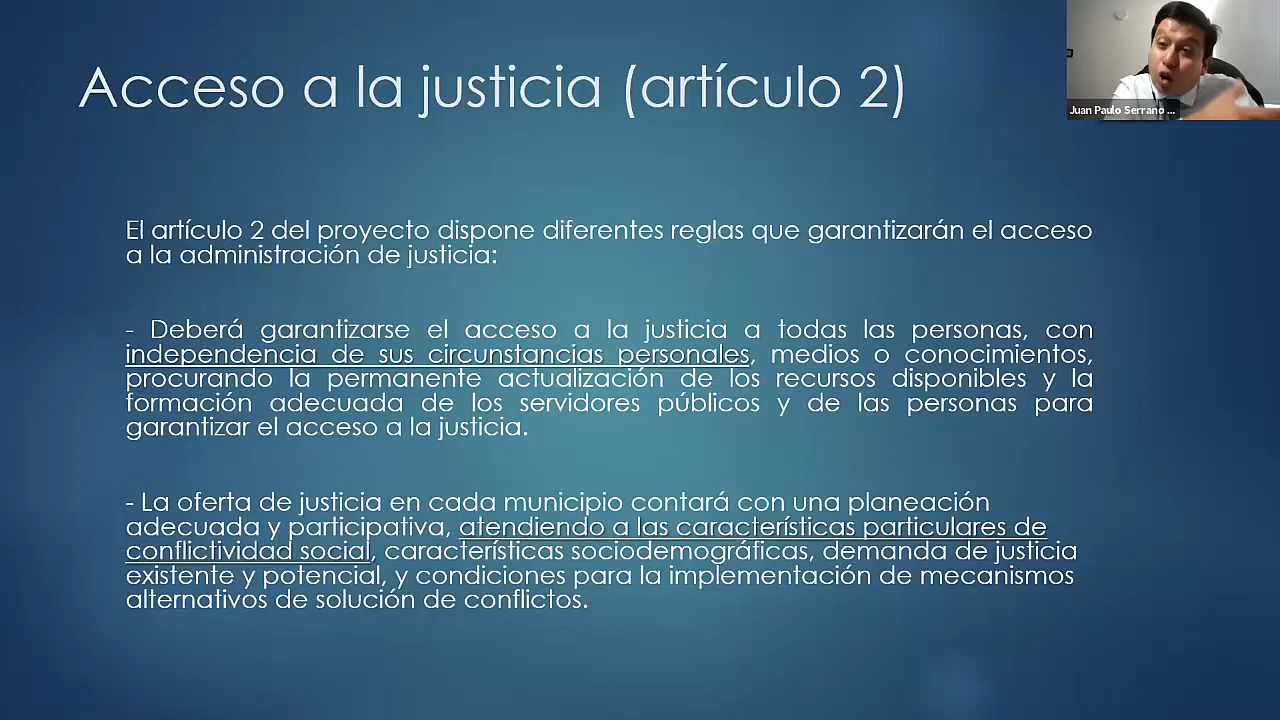 Acceso a la justicia (artículo 2)
Juan Paulo Serrano ...
El artículo 2 del proyecto dispone diferentes reglas que garantizarán el acceso
a la administración de justicia:
- Deberá garantizarse el acceso a la justicia a todas las personas, con
independencia de sus circunstancias personales, medios o conocimientos,
procurando la permanente actualización de los recursos disponibles y la
formación adecuada de los servidores públicos y de las personas para
garantizar el acceso a la justicia.
- La oferta de justicia en cada municipio contará con una planeación
adecuada y participativa, atendiendo a las características particulares de
conflictividad social, características sociodemográficas, demanda de justicia
existente y potencial, y condiciones para la implementación de mecanismos
alternativos de solución de conflictos.